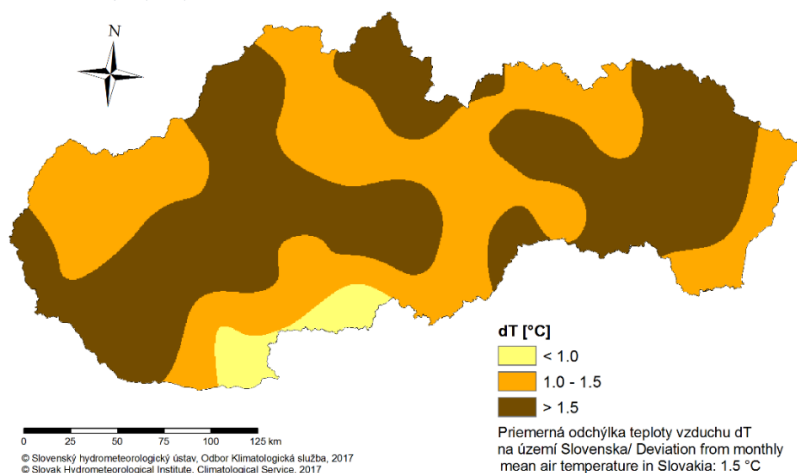 N
dT [°C]
< 1.0
1.0 - 1.5
> 1.5
0 25 50 75 100 125 km
Priemerná odchýlka teploty vzduchu dT
na území Slovenska/ Deviation from monthly
mean air temperature in Slovakia: 1.5 °C
© Slovenský hydrometeorologický ústav, Odbor Klimatologická služba, 2017
© Slovak Hydrometeorological Institute, Climatological Service, 2017